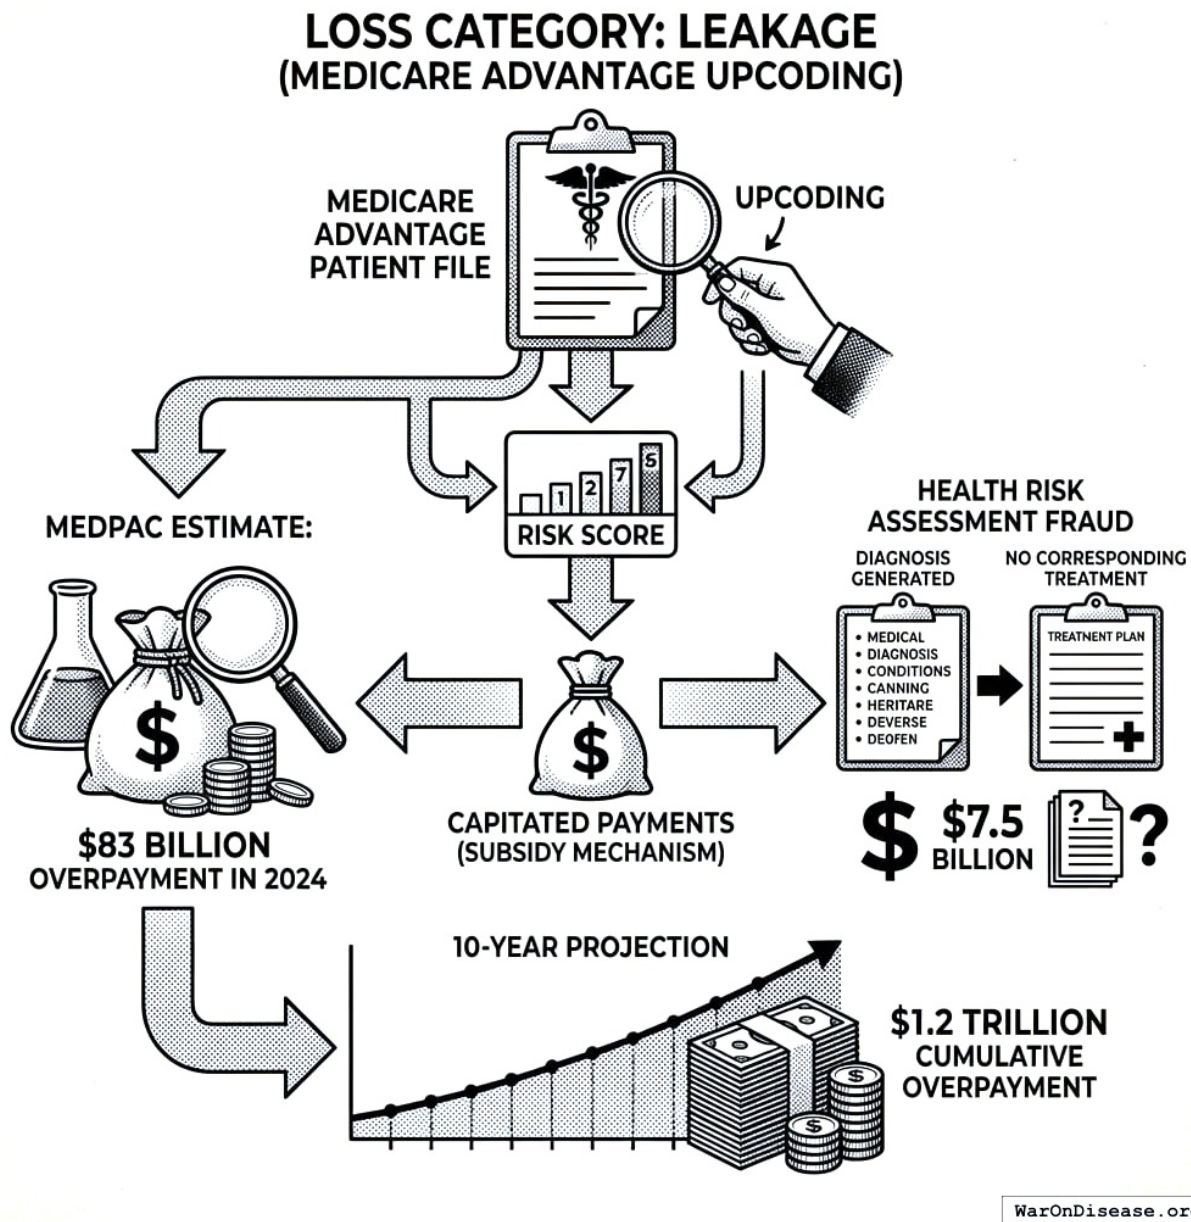 LOSS CATEGORY: LEAKAGE
(MEDICARE ADVANTAGE UPCODING)
MEDICARE
ADVANTAGE
PATIENT FILE
UPCODING
1 2 7 5
RISK SCORE
MEDPAC ESTIMATE:
$
$83 BILLION
OVERPAYMENT IN 2024
$
CAPITATED PAYMENTS
(SUBSIDY MECHANISM)
HEALTH RISK
ASSESSMENT FRAUD
DIAGNOSIS
GENERATED
• MEDICAL
• DIAGNOSIS
• CONDITIONS
• CANNING
• HERITARE
• DEVERSE
• DEOFEN
NO CORRESPONDING
TREATMENT
TREATMENT PLAN
$ $7.5
BILLION
? ?
10-YEAR PROJECTION
$
$
$1.2 TRILLION
CUMULATIVE
OVERPAYMENT
WarOnDisease.org